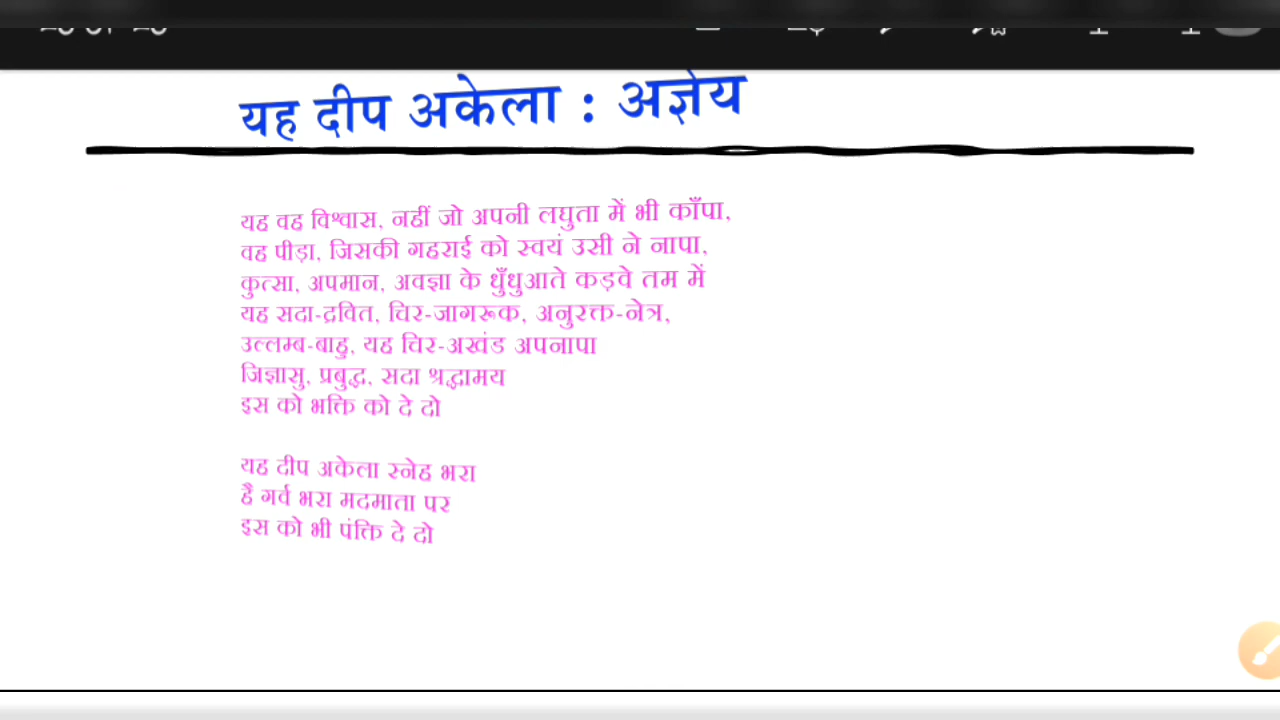 यह दीप अकेला : अज्ञेय
यह वह विश्वास, नहीं जो अपनी लघुता में भी काँपा,
वह पीड़ा, जिसकी गहराई को स्वयं उसी ने नापा,
कुत्सा, अपमान, अवज्ञा के धुँधुआते कड़वे तम में
यह सदा-द्रवित, चिर-जागरूक, अनुरक्त-नेत्र,
उल्लम्ब-बाहु, यह चिर-अखंड अपनापा
जिज्ञासु, प्रबुद्ध, सदा श्रद्धामय
इस को भक्ति को दे दो
यह दीप अकेला स्नेह भरा
है गर्व भरा मदमाता पर
इस को भी पंक्ति दे दो